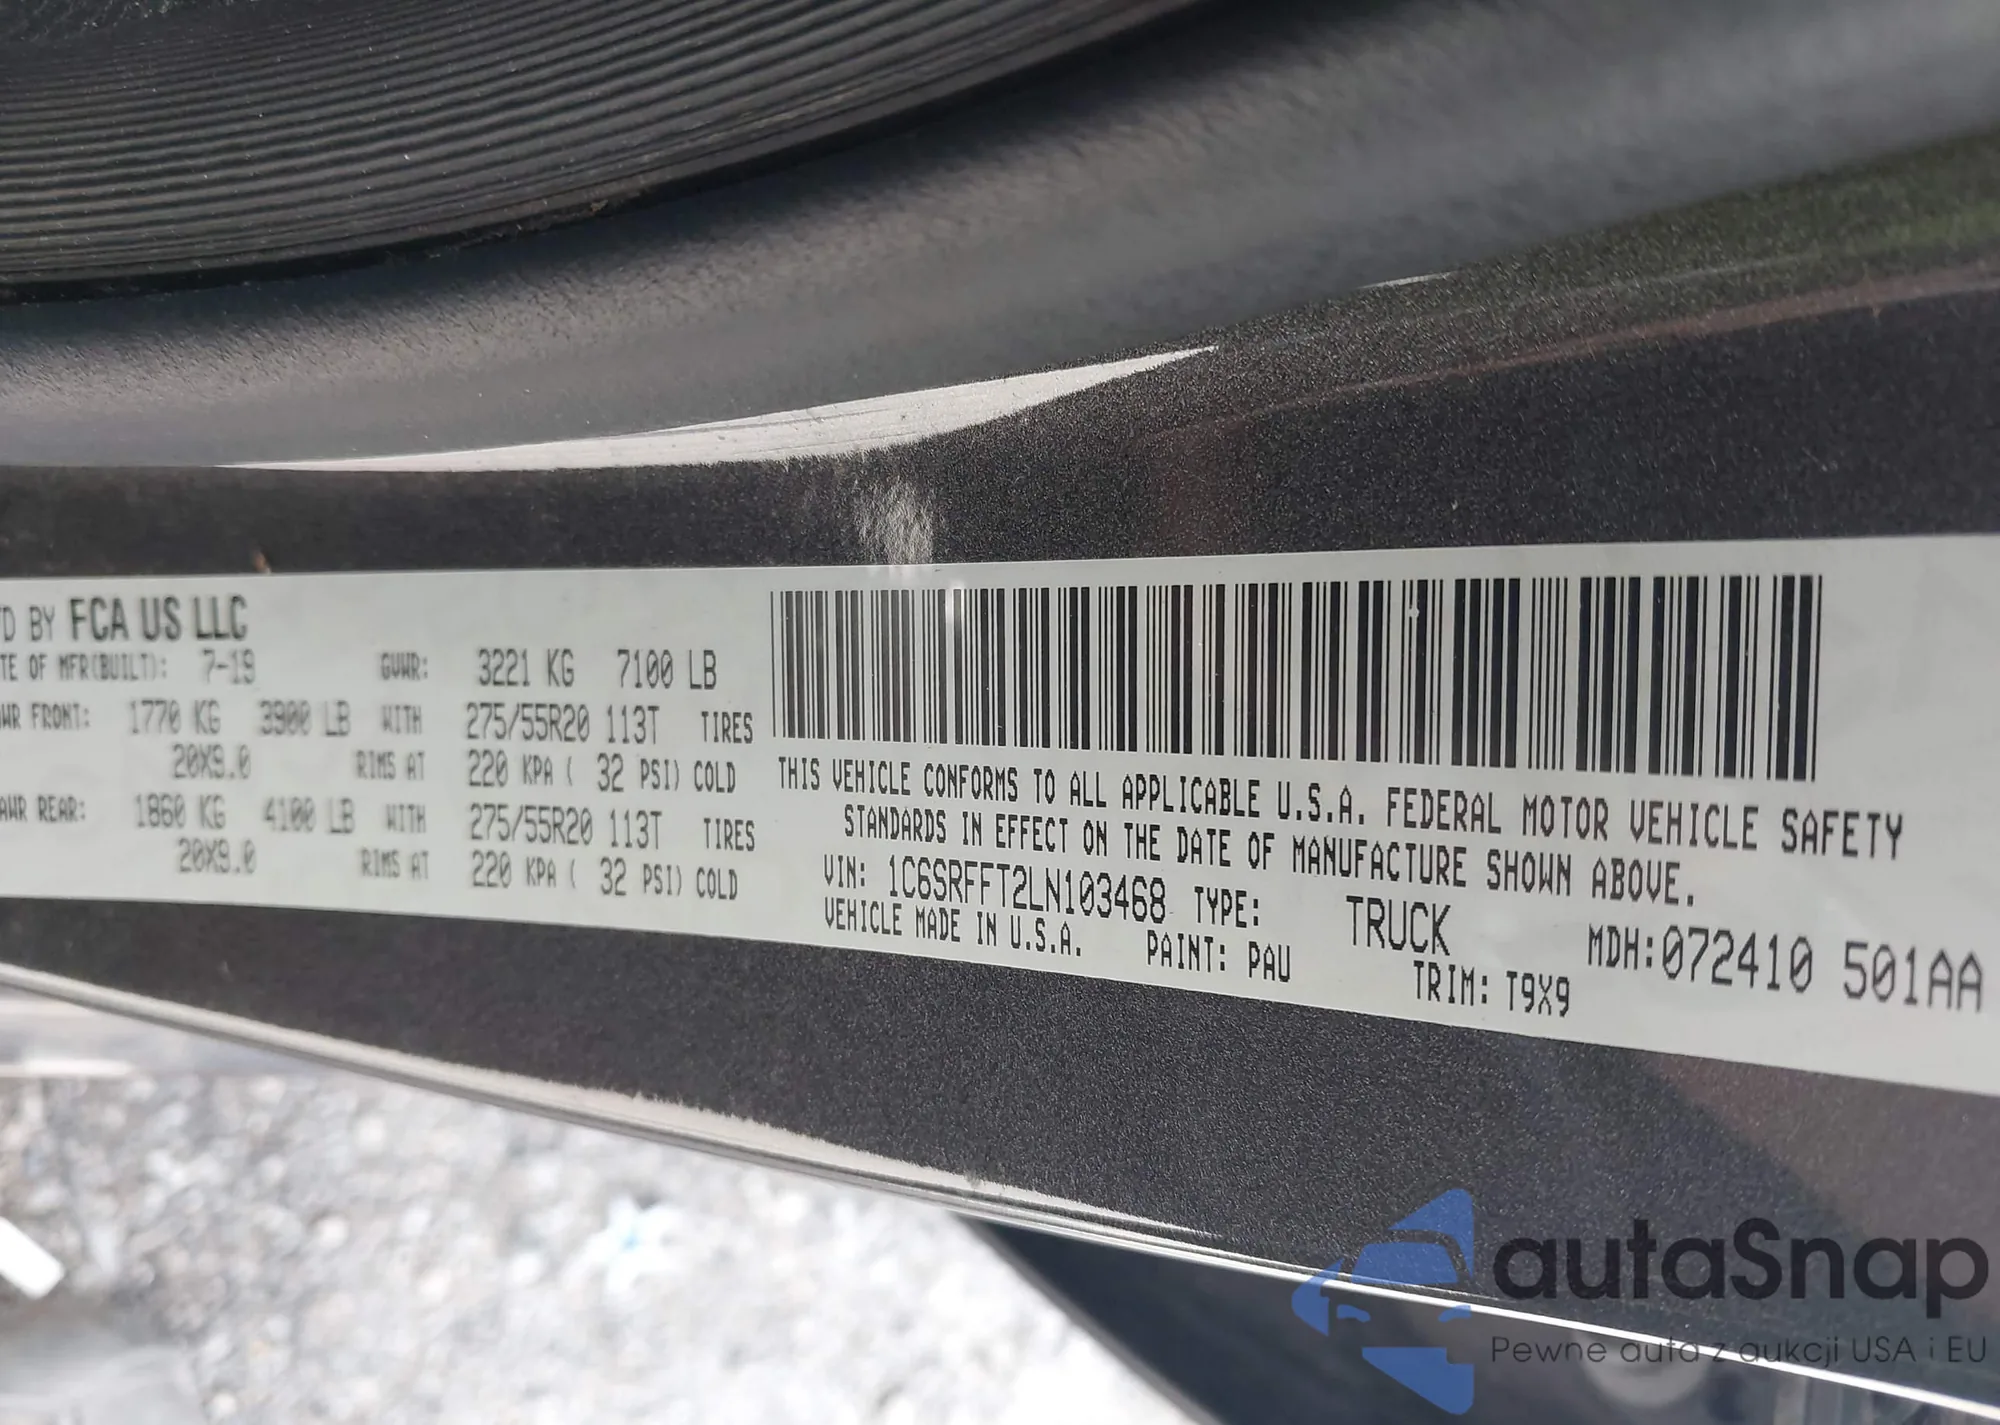 D BY FCA US LLC
TE OF MFR(BUILT): 7-19 GVWR: 3221 KG 7100 LB
WR FRONT: 1770 KG 3900 LB WITH 275/55R20 113T TIRES
20X9.0 RIMS AT 220 KPA ( 32 PSI) COLD
AWR REAR: 1860 KG 4100 LB WITH 275/55R20 113T TIRES
20X9.0 RIMS AT 220 KPA ( 32 PSI) COLD
THIS VEHICLE CONFORMS TO ALL APPLICABLE U.S.A. FEDERAL MOTOR VEHICLE SAFETY
STANDARDS IN EFFECT ON THE DATE OF MANUFACTURE SHOWN ABOVE.
VIN: 1C6SRFFT2LN103468 TYPE: TRUCK MDH:072410 501AA
VEHICLE MADE IN U.S.A. PAINT: PAU TRIM: T9X9
autaSnap
Pewne auta z aukcji USA i EU